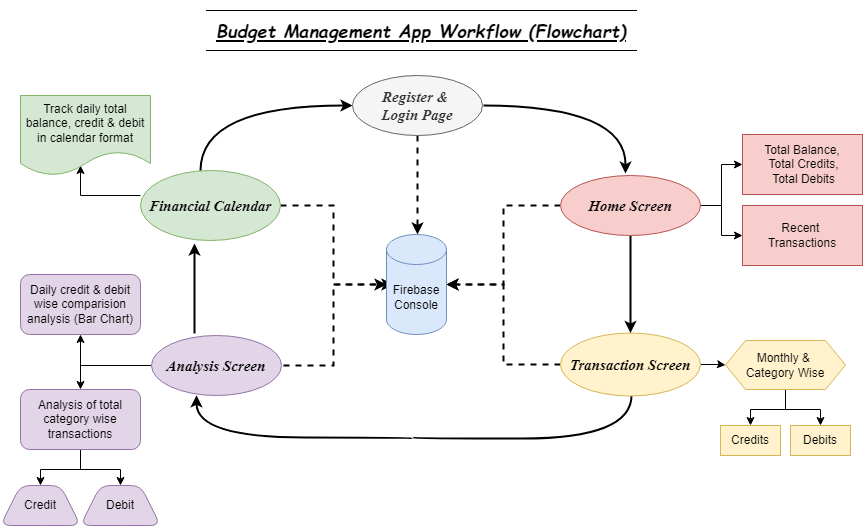 Budget Management App Workflow (Flowchart)
Register &
Login Page
Track daily total
balance, credit & debit
in calendar format
Financial Calendar
Home Screen
Total Balance,
Total Credits,
Total Debits
Recent
Transactions
Firebase
Console
Daily credit & debit
wise comparision
analysis (Bar Chart)
Analysis Screen
Transaction Screen
Monthly &
Category Wise
Analysis of total
category wise
transactions
Credits
Debits
Credit
Debit